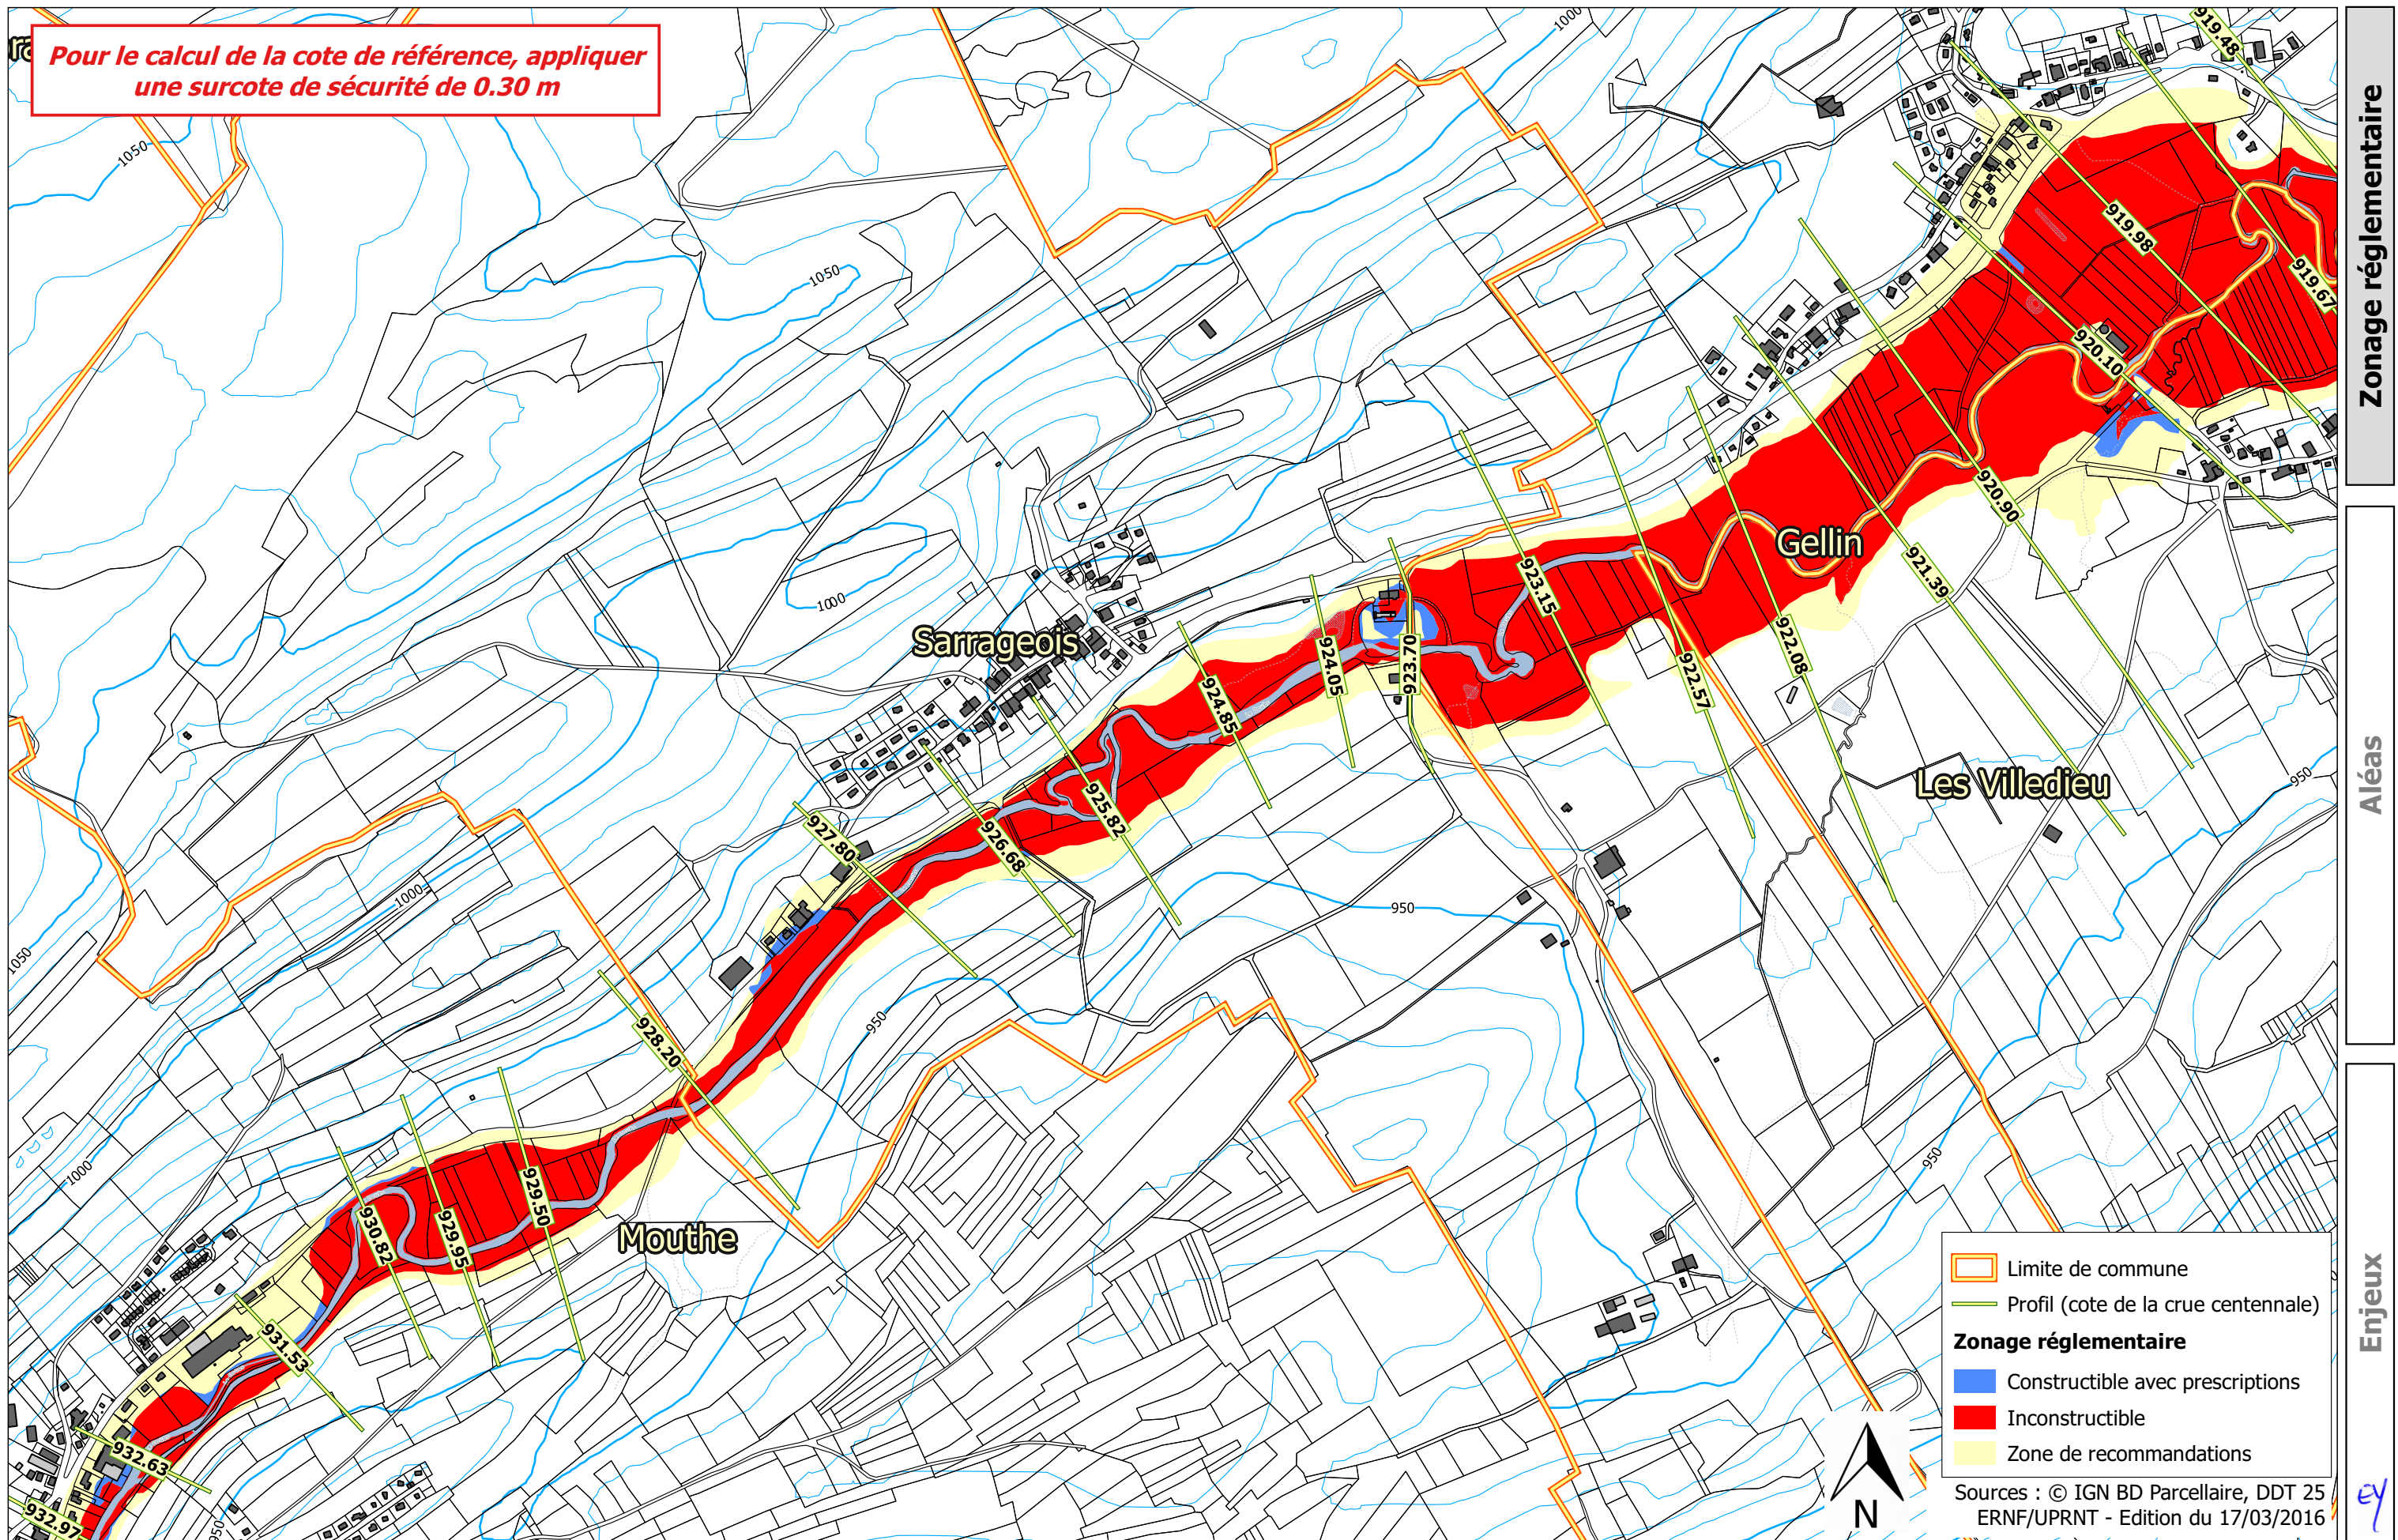 Pour le calcul de la cote de référence, appliquer
une surcote de sécurité de 0.30 m
1050
1000
919.48
1050
919.98
919.67
920.10
920.90
Gellin
921.39
923.15
1000
Sarrageois
922.08
922.57
924.05
923.70
924.85
Les Villedieu
950
925.82
926.68
927.80
1000
950
1050
950
928.20
1000
950
929.50
930.82
929.95
Mouthe
931.53
932.63
932.97
950
Limite de commune
Profil (cote de la crue centennale)
Zonage réglementaire
Constructible avec prescriptions
Inconstructible
Zone de recommandations
N
Sources : © IGN BD Parcellaire, DDT 25
ERNF/UPRNT - Edition du 17/03/2016
Zonage réglementaire
Aléas
Enjeux
EY